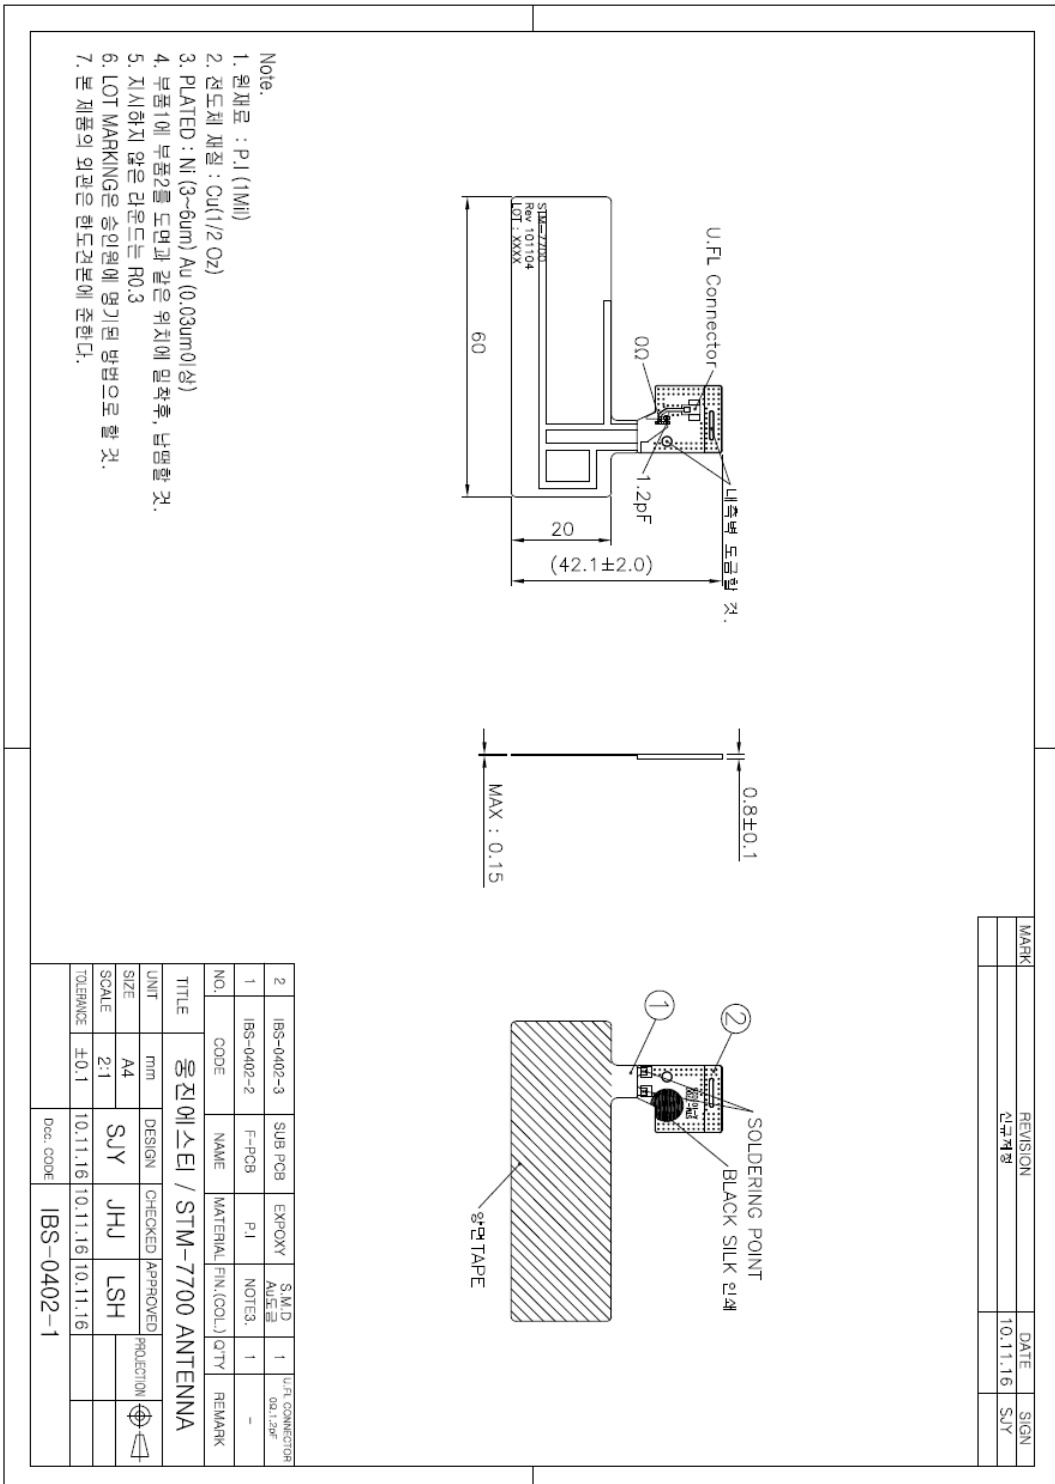 Note.
1. 원재료 : P.I (1Mil)
2. 전도체 재질 : Cu(1/2 Oz)
3. PLATED : Ni (3~6um) Au (0.03um이상)
4. 부품1에 부품2를 도면과 같은 위치에 밀착후, 납땜할 것.
5. 지시하지 않은 라운드는 R0.3
6. LOT MARKING은 승인원에 명기된 방법으로 할 것.
7. 본 제품의 외관은 한도견본에 준한다.
U.FL Connector
0Ω
1.2pF
내측벽 도금할 것.
STM-7700
Rev 101104
LOT : XXXX
60
20
(42.1±2.0)
0.8±0.1
MAX : 0.15
MARK REVISION DATE SIGN
신규제정 10.11.16 SJY
②
①
SOLDERING POINT
BLACK SILK 인쇄
양면TAPE
2 IBS-0402-3 SUB PCB EXPOXY S.M.D Au도금 1 U.FL CONNECTOR 0Ω,1.2pF
1 IBS-0402-2 F-PCB P.I NOTE3. 1 -
NO. CODE NAME MATERIAL FIN.(COL.) Q'TY REMARK
TITLE 웅진에스티 / STM-7700 ANTENNA
UNIT mm DESIGN CHECKED APPROVED PROJECTION
SIZE A4 SJY JHJ LSH
SCALE 2:1
TOLERANCE ±0.1 10.11.16 10.11.16 10.11.16
Dcc. CODE IBS-0402-1